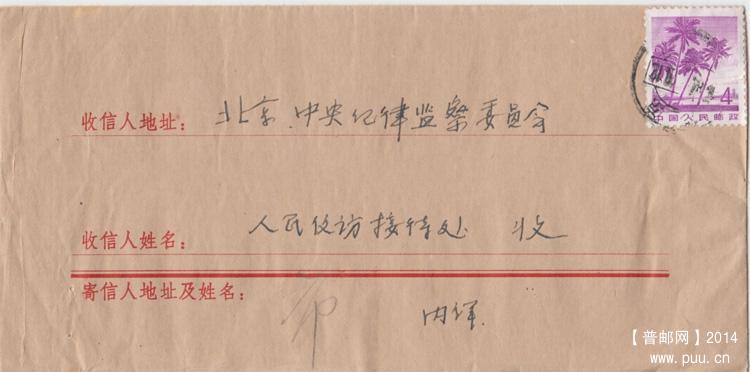 4分
中国人民邮政
收信人地址： 北京 中央纪律监察委员会
收信人姓名： 人民信访接待处 收
寄信人地址及姓名：
内详.
【普邮网】2014
www.puu.cn